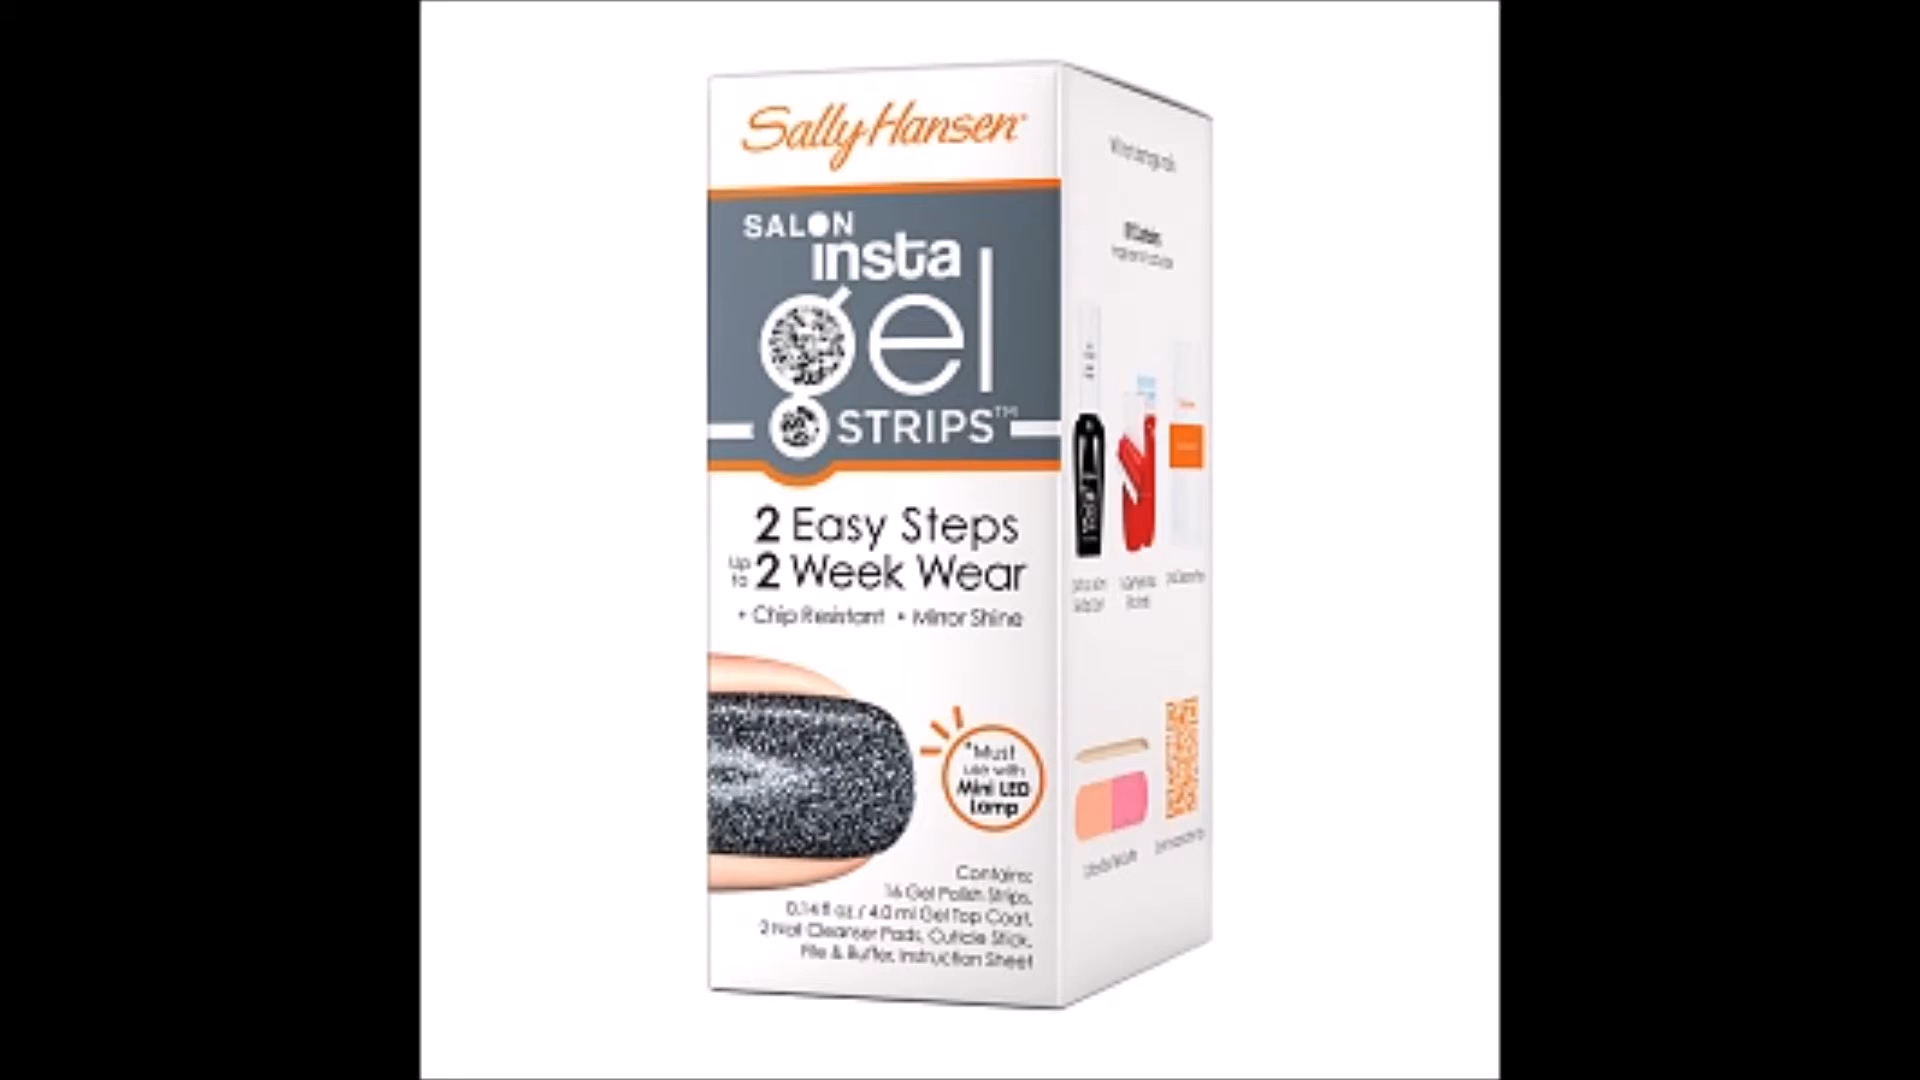 Sally Hansen
SALON
insta
gel
STRIPS™
2 Easy Steps
up to 2 Week Wear
• Chip Resistant • Mirror Shine
*Must
use with
Mini LED
Lamp
Contains:
16 Gel Polish Strips,
0.14 fl oz / 4.0 ml Gel Top Coat,
2 Nail Cleanser Pads, Cuticle Stick,
File & Buffer, Instruction Sheet